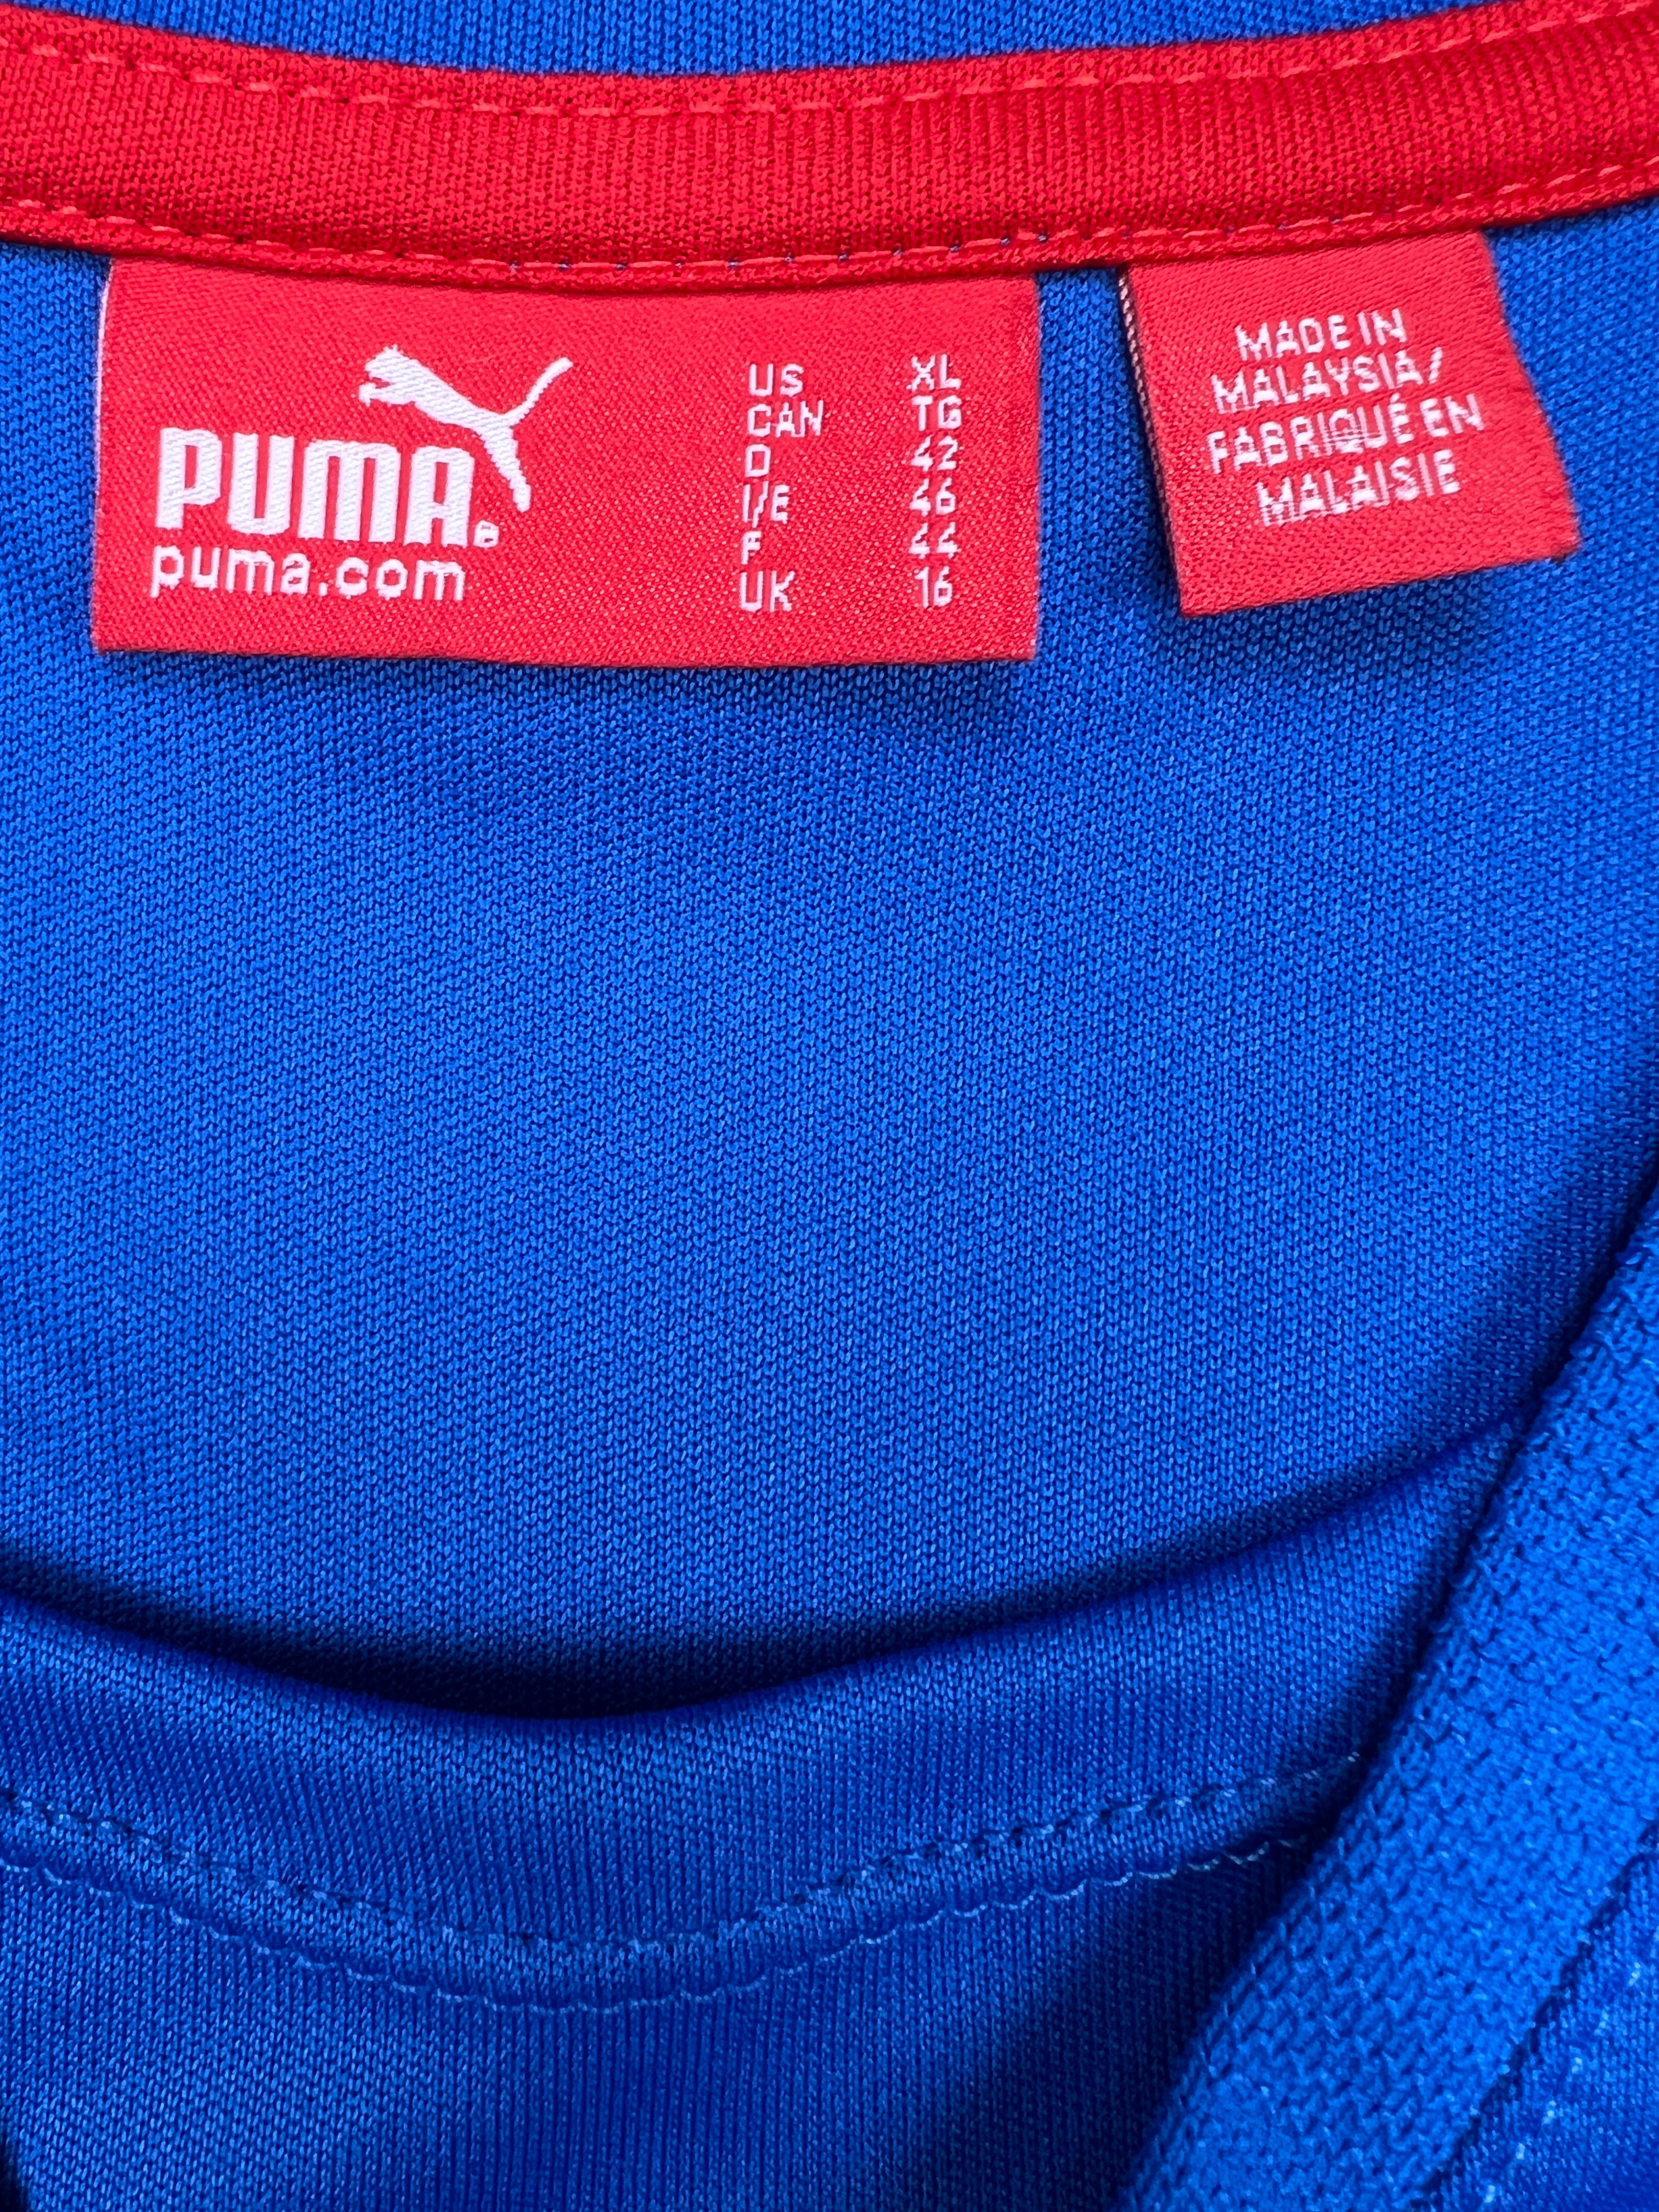 PUMA®
puma.com
US XL
CAN TG
D 42
I/E 46
F 44
UK 16
MADE IN
MALAYSIA/
FABRIQUÉ EN
MALAISIE